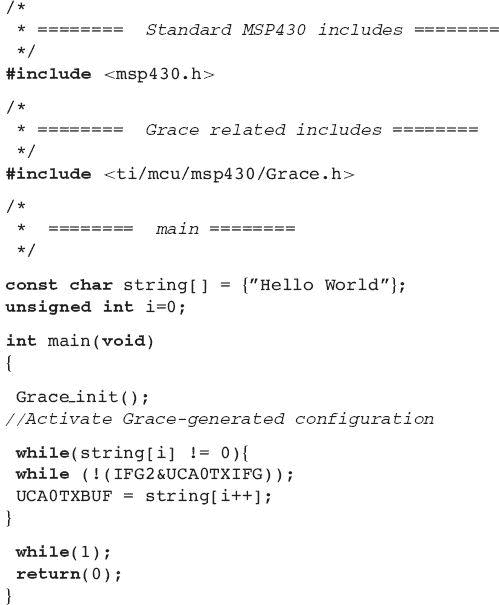 /*
 * ======== Standard MSP430 includes ========
 */
#include <msp430.h>
/*
 * ======== Grace related includes ========
 */
#include <ti/mcu/msp430/Grace.h>
/*
 * ======== main ========
 */
const char string[] = {"Hello World"};
unsigned int i=0;
int main(void)
{
 Grace_init();
//Activate Grace-generated configuration
 while(string[i] != 0){
 while (!(IFG2&UCA0TXIFG));
 UCA0TXBUF = string[i++];
}
 while(1);
 return(0);
}